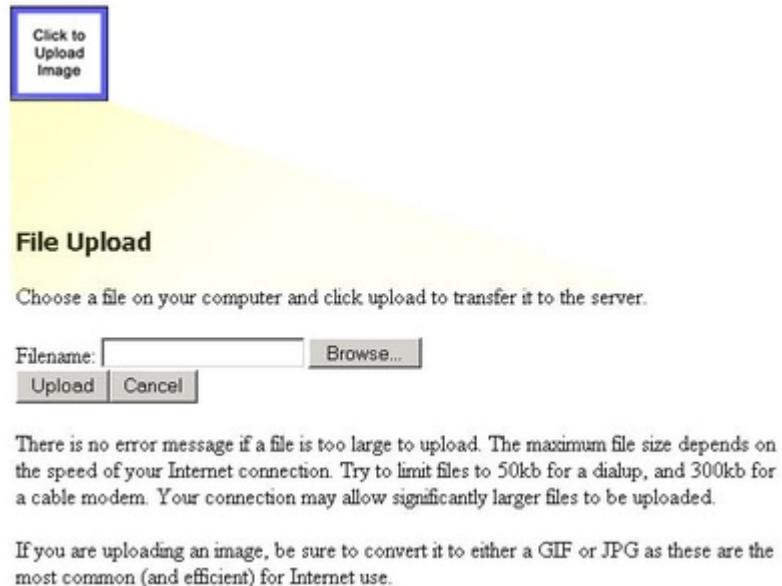 Click to
Upload
Image
File Upload
Choose a file on your computer and click upload to transfer it to the server.
Filename: Browse...
Upload Cancel
There is no error message if a file is too large to upload. The maximum file size depends on
the speed of your Internet connection. Try to limit files to 50kb for a dialup, and 300kb for
a cable modem. Your connection may allow significantly larger files to be uploaded.
If you are uploading an image, be sure to convert it to either a GIF or JPG as these are the
most common (and efficient) for Internet use.